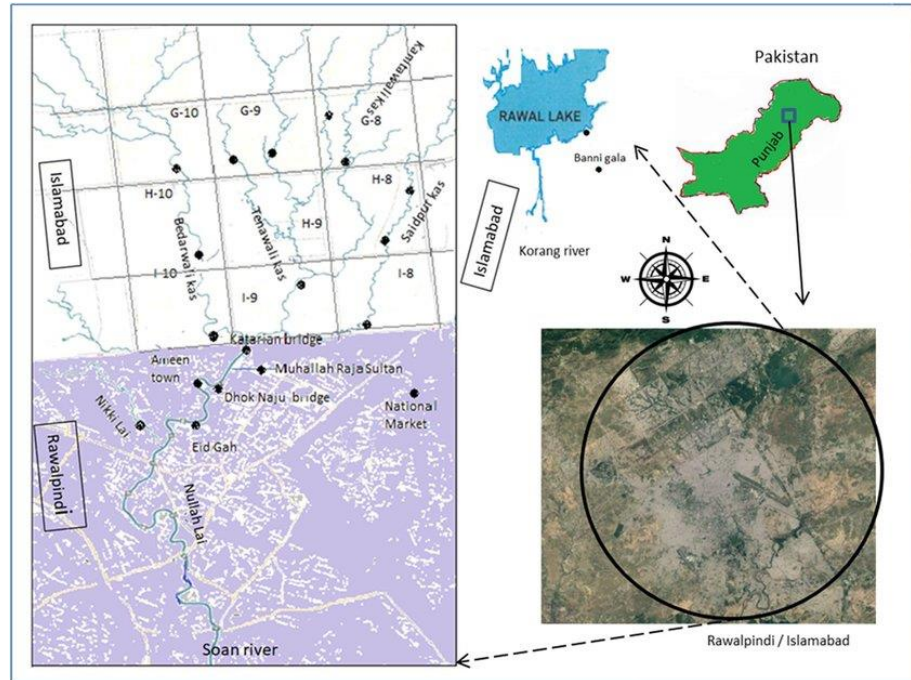 Kanitawali kas
G-10
G-9
G-8
Islamabad
H-10
H-9
H-8
Bedarwali kas
Tenawali kas
Saidpur kas
I-10
I-9
I-8
Katarian bridge
Ameen
town
Muhallah Raja Sultan
Dhok Naju bridge
National
Market
Nikki Lai
Eid Gah
Rawalpindi
Nullah Lai
Soan river
RAWAL LAKE
Banni gala
Islamabad
Korang river
Pakistan
Punjab
N
W
E
S
Rawalpindi / Islamabad